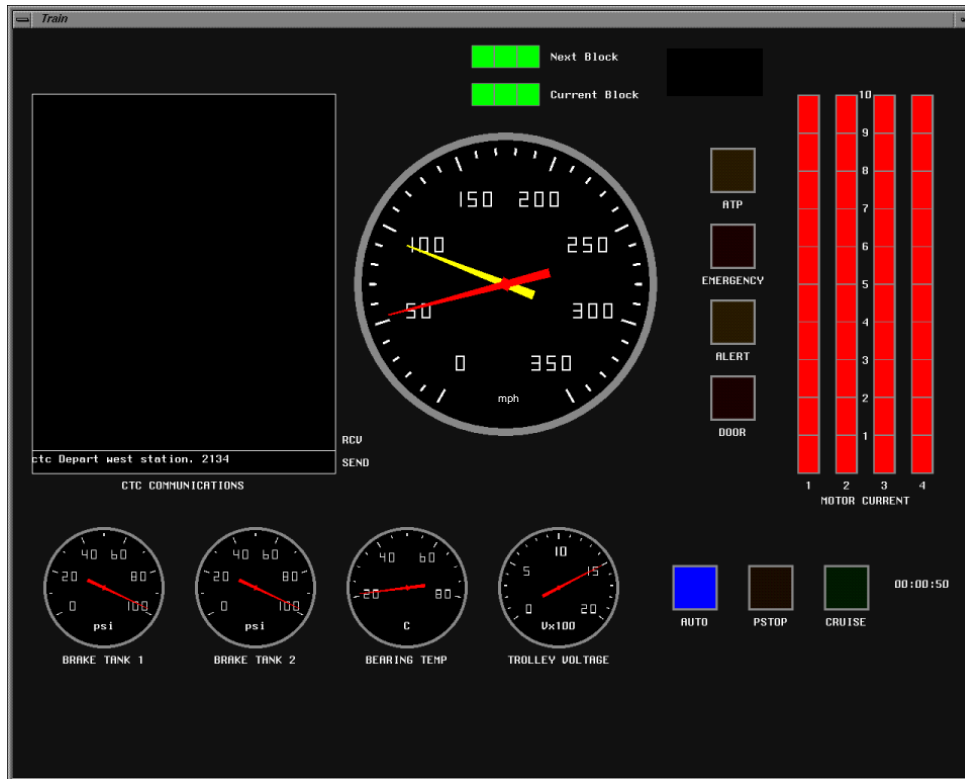 Train
Next Block
Current Block
10
9
8
7
6
5
4
3
2
1
150 200
100 250
50 300
0 350
mph
ATP
EMERGENCY
ALERT
DOOR
RCV
ctc Depart west station. 2134
SEND
CTC COMMUNICATIONS
1 2 3 4
MOTOR CURRENT
40 60
20 80
0 100
psi
BRAKE TANK 1
40 60
20 80
0 100
psi
BRAKE TANK 2
40 60
20 80
C
BEARING TEMP
10
5 15
0 20
Vx100
TROLLEY VOLTAGE
AUTO
PSTOP
CRUISE
00:00:50